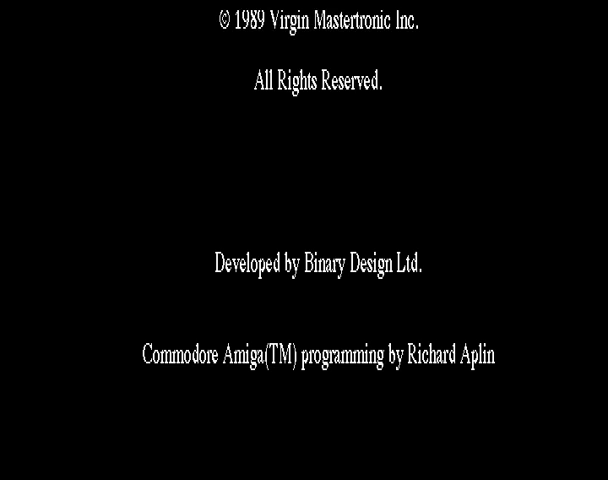 © 1989 Virgin Mastertronic Inc.
All Rights Reserved.
Developed by Binary Design Ltd.
Commodore Amiga(TM) programming by Richard Aplin